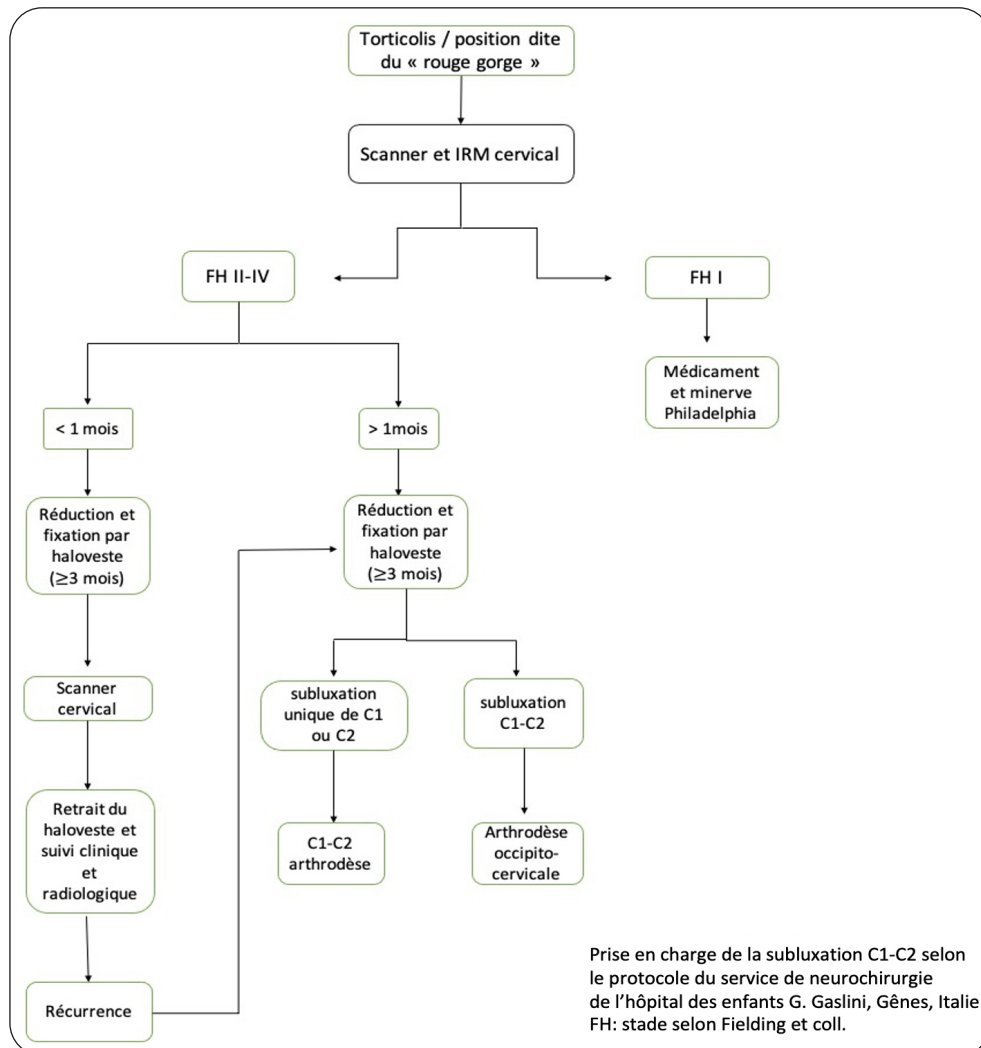 Torticolis / position dite
du « rouge gorge »
Scanner et IRM cervical
FH II-IV
FH I
Médicament
et minerve
Philadelphia
< 1 mois
> 1mois
Réduction et
fixation par
haloveste
(≥3 mois)
Réduction et
fixation par
haloveste
(≥3 mois)
Scanner
cervical
subluxation
unique de C1
ou C2
subluxation
C1-C2
Retrait du
haloveste et
suivi clinique
et
radiologique
C1-C2
arthrodèse
Arthrodèse
occipito-
cervicale
Récurrence
Prise en charge de la subluxation C1-C2 selon
le protocole du service de neurochirurgie
de l’hôpital des enfants G. Gaslini, Gênes, Italie
FH: stade selon Fielding et coll.